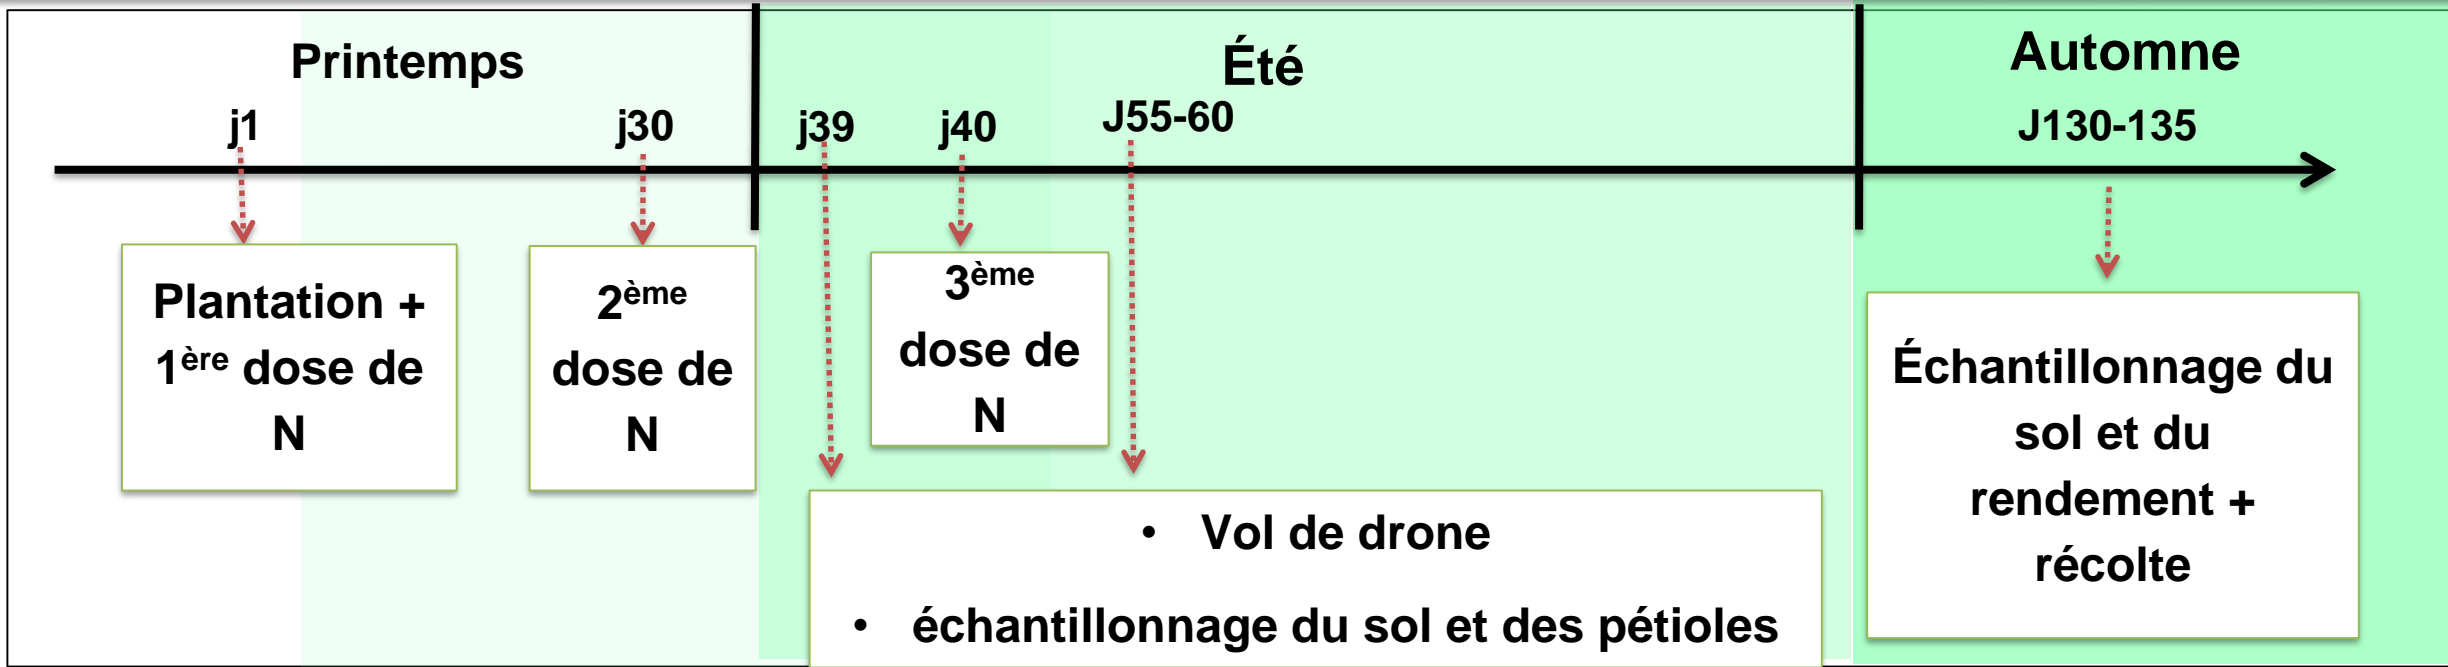 Printemps
Été
Automne
j1
j30
j39
j40
J55-60
J130-135
Plantation +
1ère dose de
N
2ème
dose de
N
3ème
dose de
N
• Vol de drone
• échantillonnage du sol et des pétioles
Échantillonnage du
sol et du
rendement +
récolte